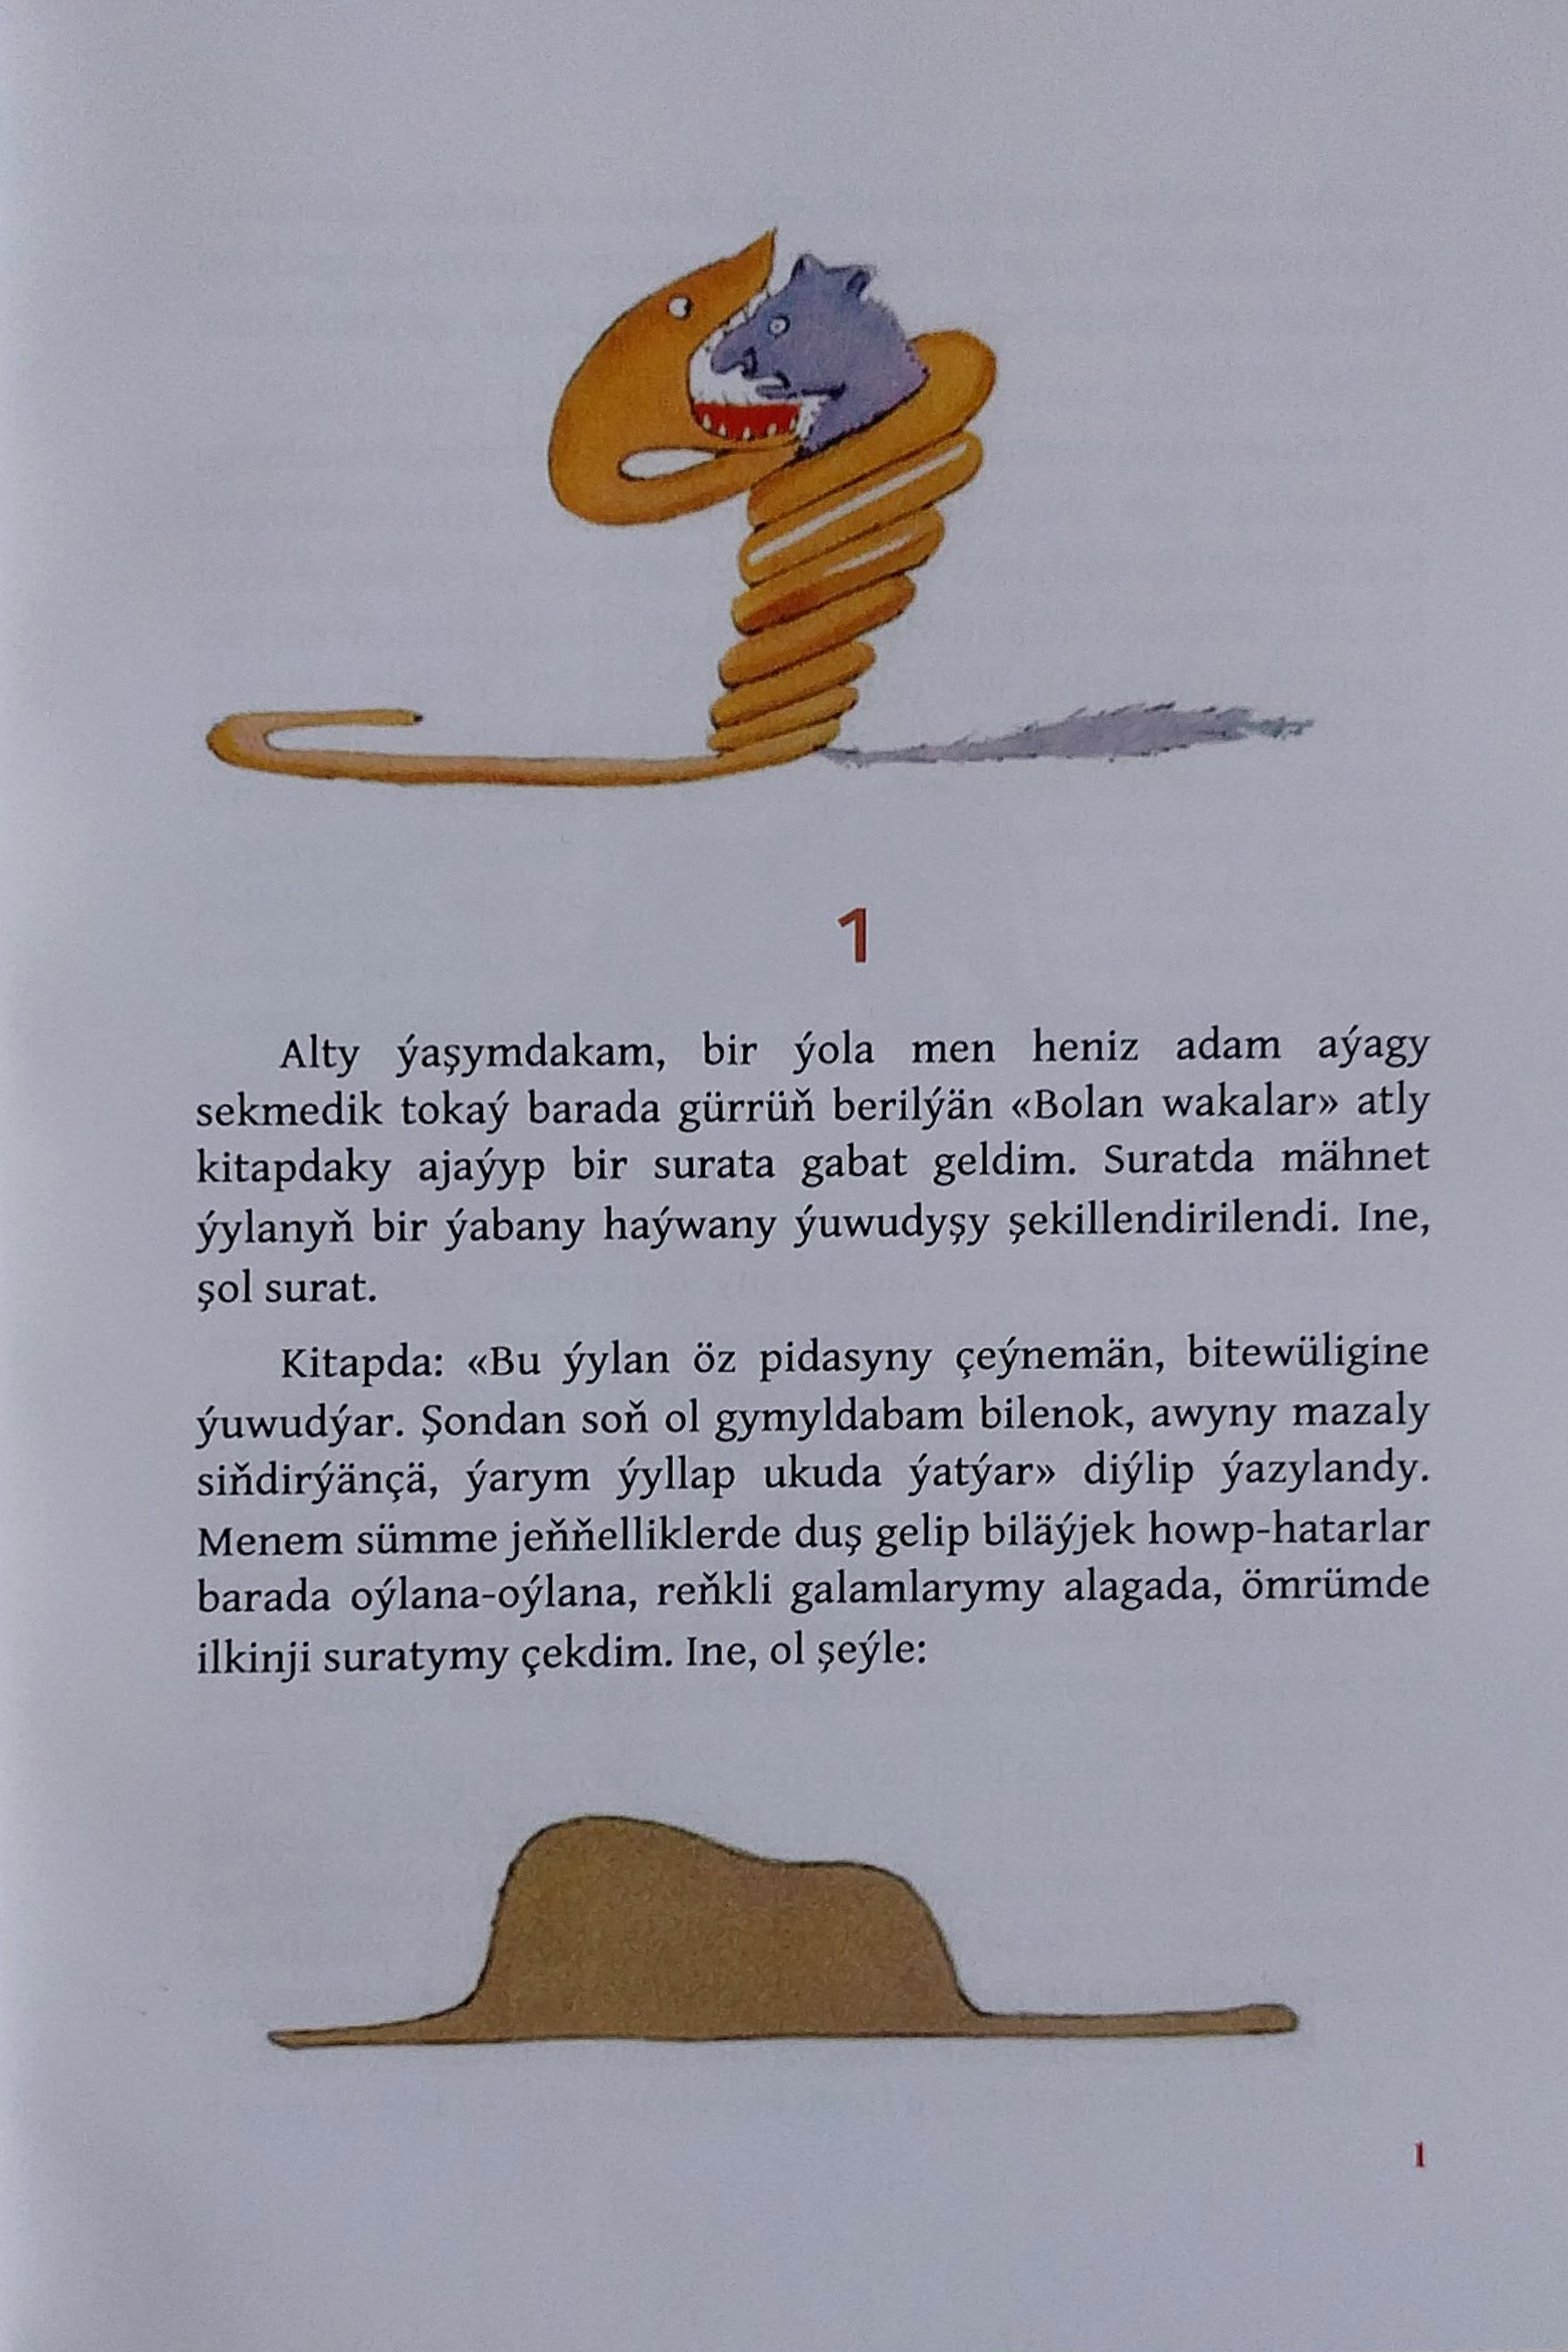 1
Alty ýaşymdakam, bir ýola men heniz adam aýagy
sekmedik tokaý barada gürrüň berilýän «Bolan wakalar» atly
kitapdaky ajaýyp bir surata gabat geldim. Suratda mähnet
ýylanyň bir ýabany haýwany ýuwudyşy şekillendirilendi. Ine,
şol surat.
Kitapda: «Bu ýylan öz pidasyny çeýnemän, bitewüligine
ýuwudýar. Şondan soň ol gymyldabam bilenok, awyny mazaly
siňdirýänçä, ýarym ýyllap ukuda ýatýar» diýlip ýazylandy.
Menem sümme jeňňelliklerde duş gelip biläýjek howp-hatarlar
barada oýlana-oýlana, reňkli galamlarymy alagada, ömrümde
ilkinji suratymy çekdim. Ine, ol şeýle:
1